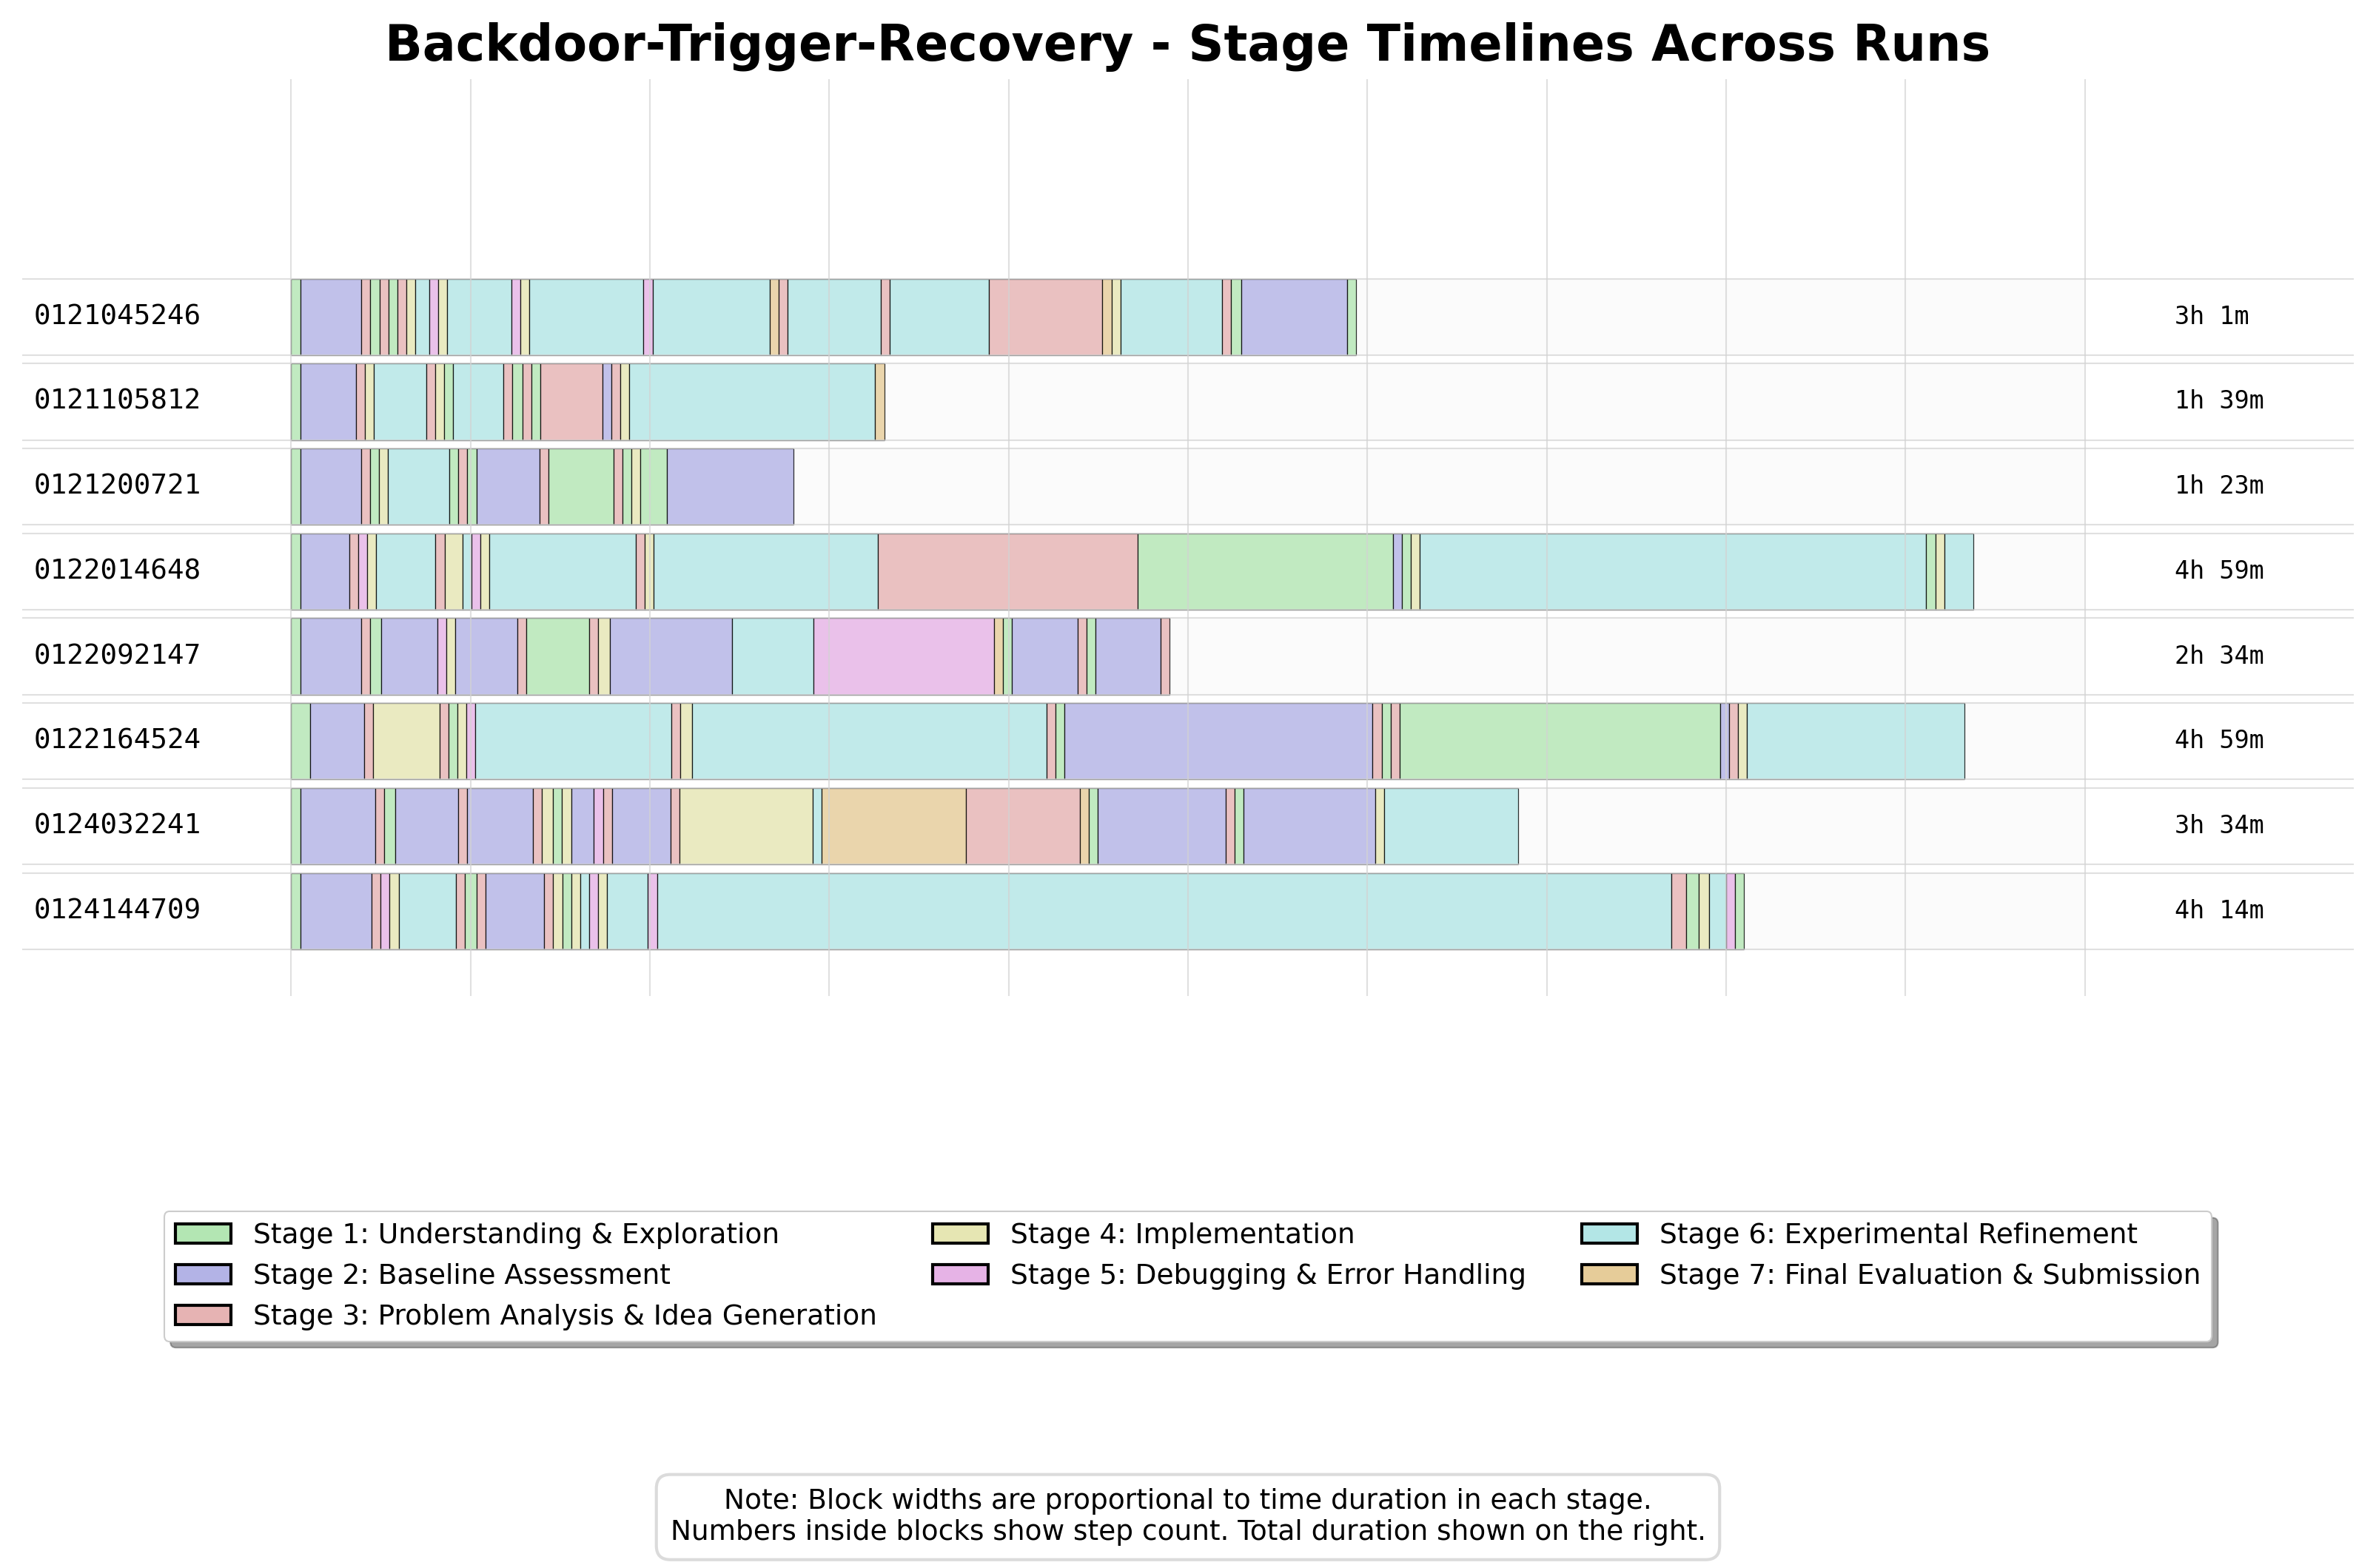 Backdoor-Trigger-Recovery - Stage Timelines Across Runs
0121045246 3h 1m
0121105812 1h 39m
0121200721 1h 23m
0122014648 4h 59m
0122092147 2h 34m
0122164524 4h 59m
0124032241 3h 34m
0124144709 4h 14m
Stage 1: Understanding & Exploration
Stage 2: Baseline Assessment
Stage 3: Problem Analysis & Idea Generation
Stage 4: Implementation
Stage 5: Debugging & Error Handling
Stage 6: Experimental Refinement
Stage 7: Final Evaluation & Submission
Note: Block widths are proportional to time duration in each stage.
Numbers inside blocks show step count. Total duration shown on the right.